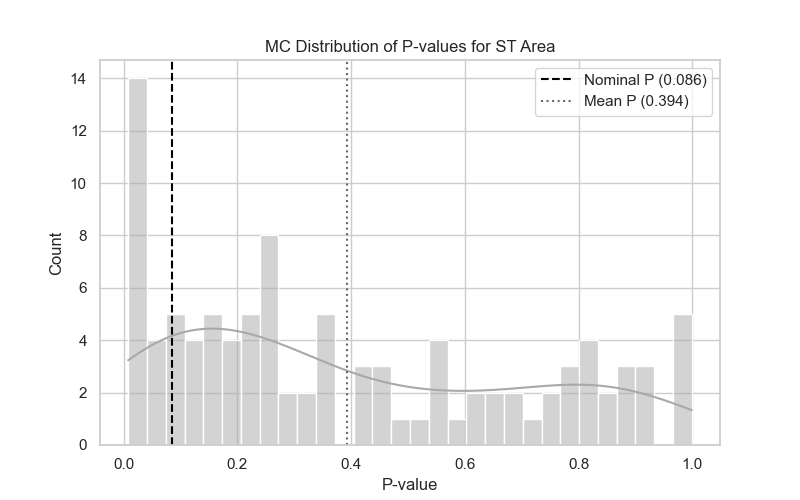 MC Distribution of P-values for ST Area
Nominal P (0.086)
Mean P (0.394)
14
12
10
8
6
4
2
0
Count
0.0 0.2 0.4 0.6 0.8 1.0
P-value